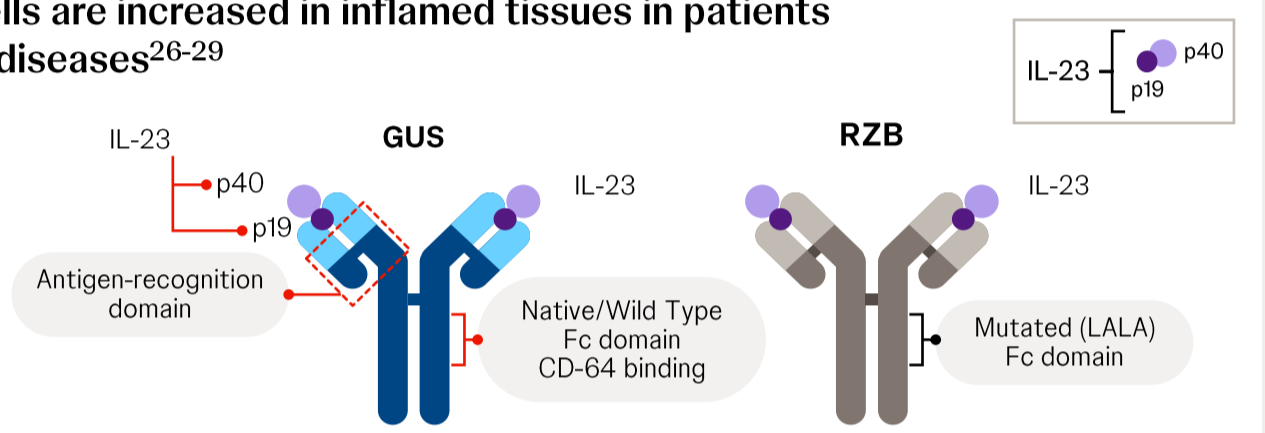 lls are increased in inflamed tissues in patients
diseases26-29
IL-23
p40
p19
IL-23
GUS
p40
p19
IL-23
Antigen-recognition
domain
Native/Wild Type
Fc domain
CD-64 binding
RZB
IL-23
Mutated (LALA)
Fc domain